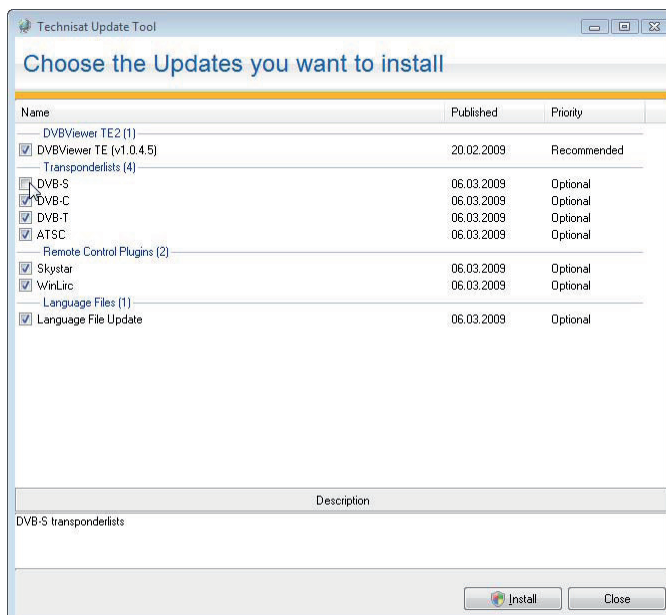 Technisat Update Tool
Choose the Updates you want to install
Name Published Priority
DVBViewer TE2 (1)
DVBViewer TE (v1.0.4.5) 20.02.2009 Recommended
Transponderlists (4)
DVB-S 06.03.2009 Optional
DVB-C 06.03.2009 Optional
DVB-T 06.03.2009 Optional
ATSC 06.03.2009 Optional
Remote Control Plugins (2)
Skystar 06.03.2009 Optional
WinLirc 06.03.2009 Optional
Language Files (1)
Language File Update 06.03.2009 Optional
Description
DVB-S transponderlists
Install Close